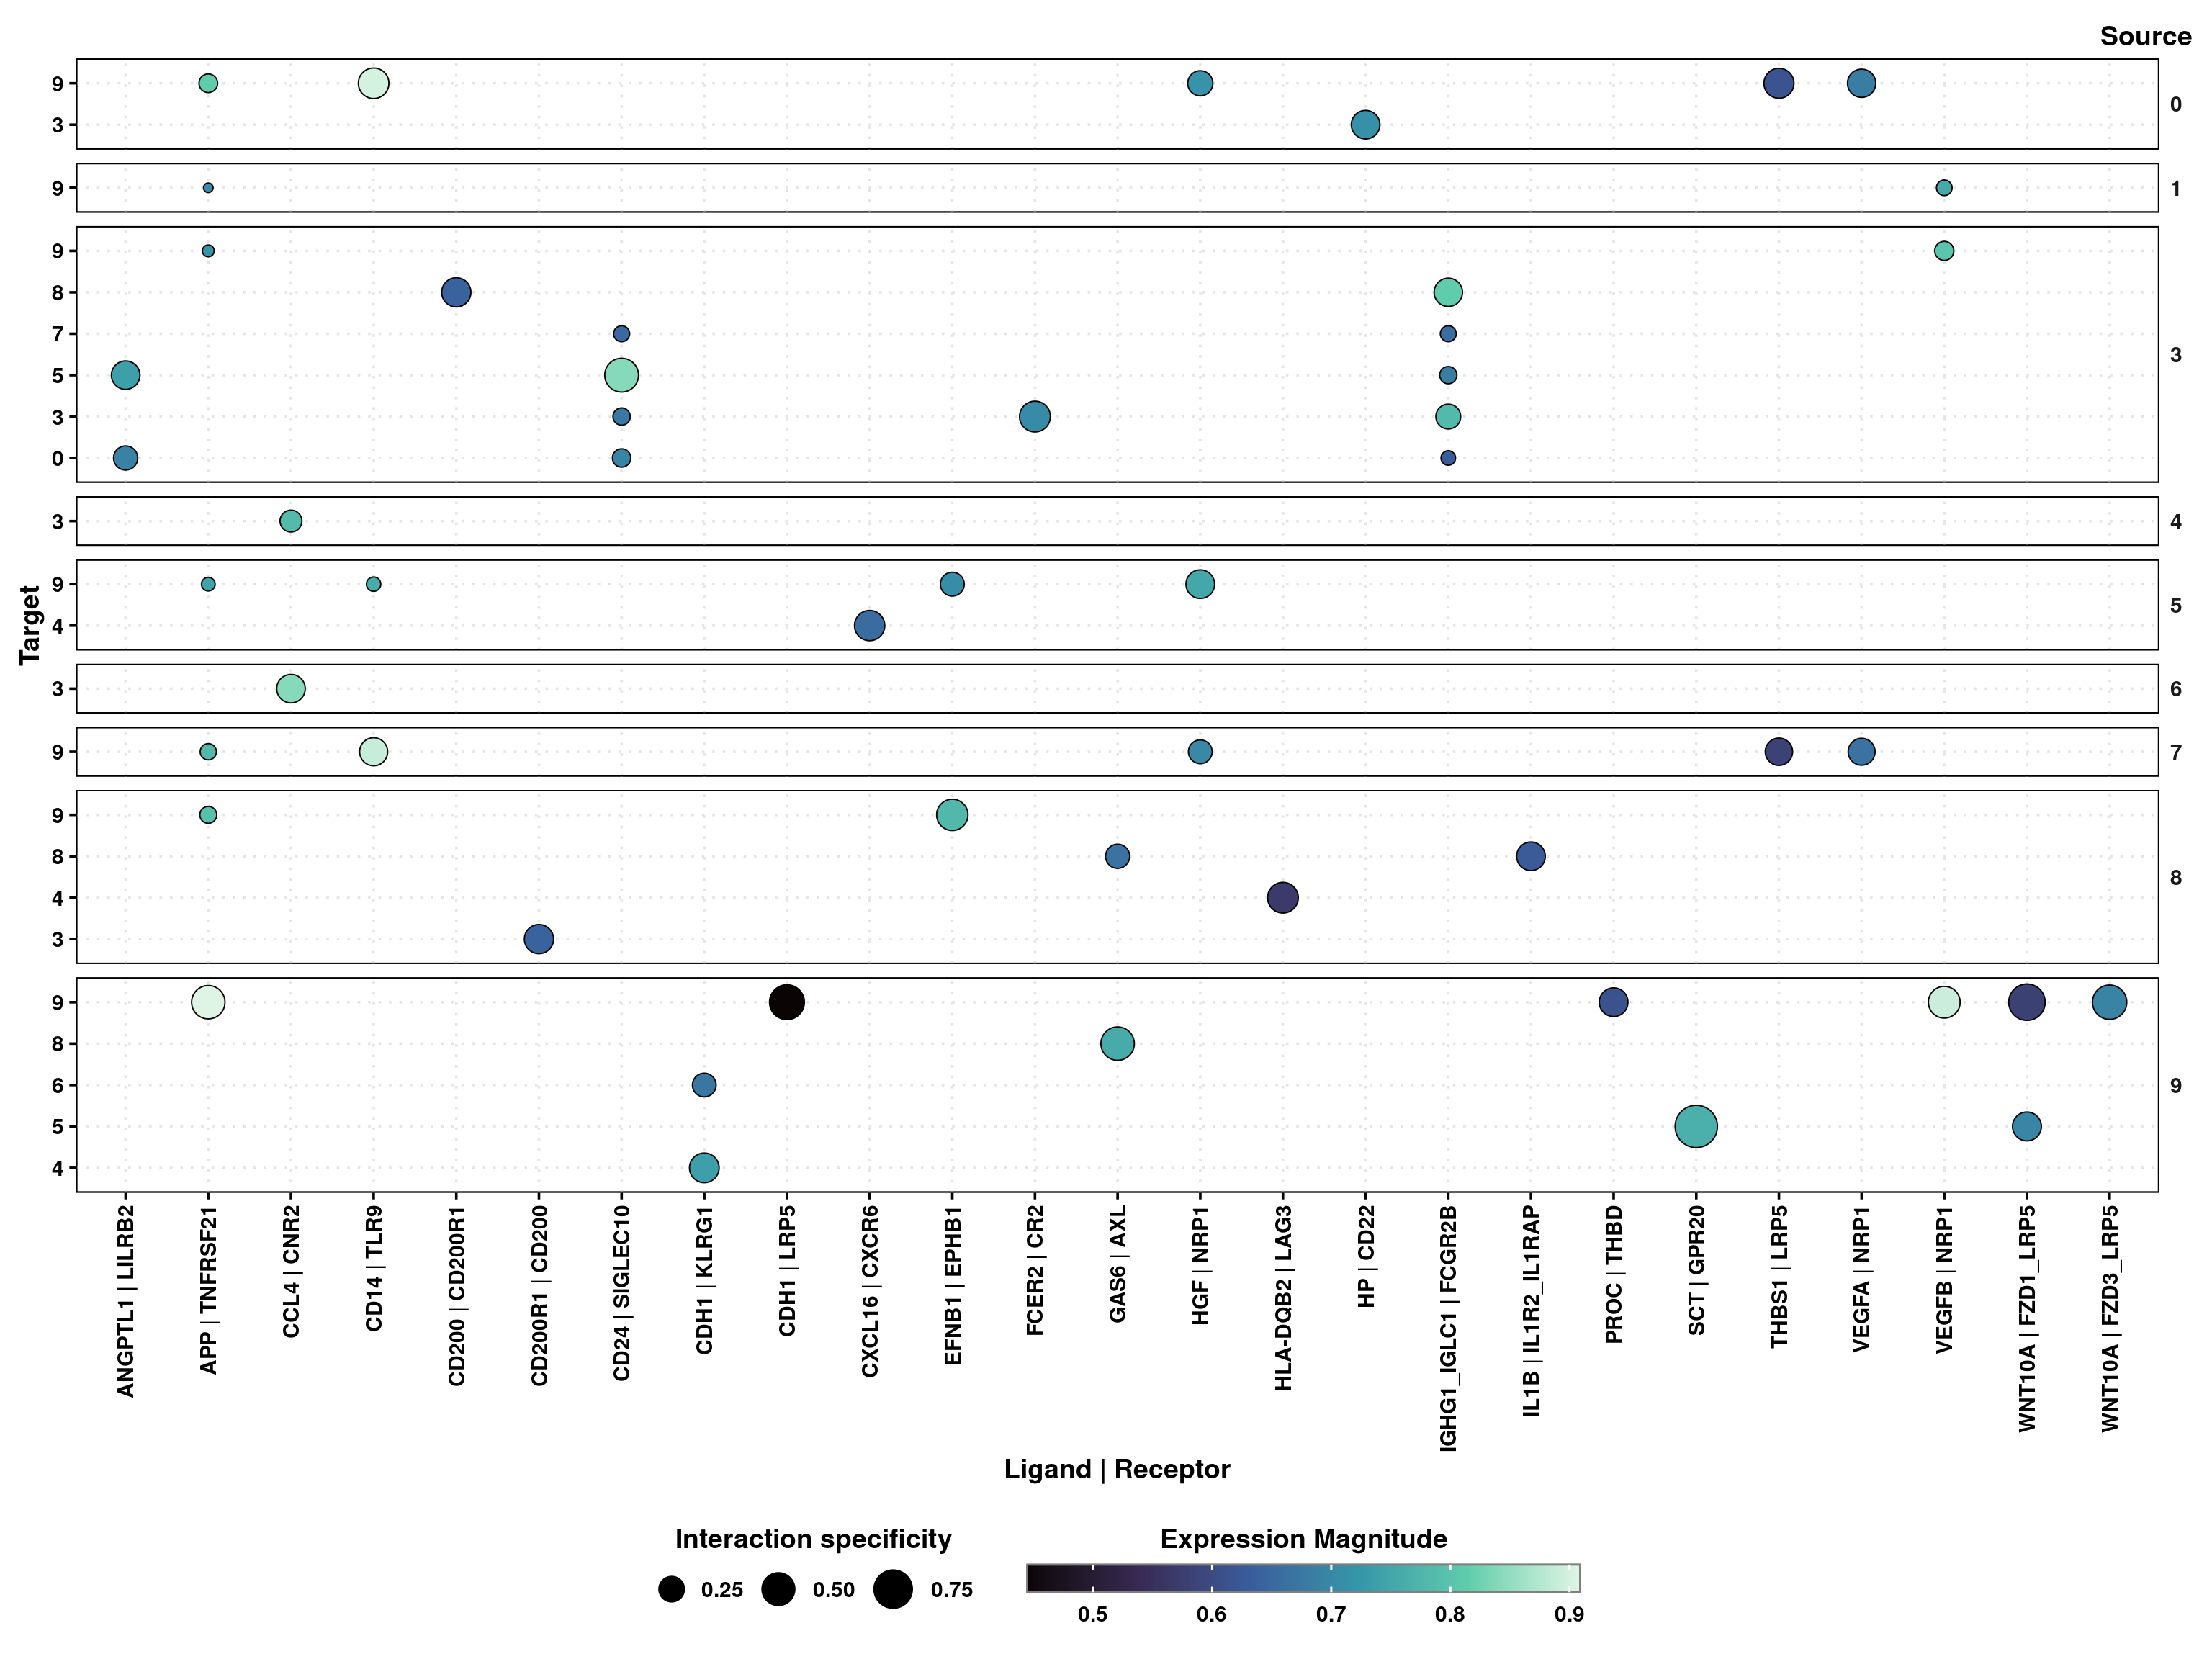 Source
9
3
0
9
1
9
8
7
5
3
0
3
3
4
9
4
5
3
6
9
7
9
8
4
3
8
9
8
6
5
4
9
Target
ANGPTL1 | LILRB2
APP | TNFRSF21
CCL4 | CNR2
CD14 | TLR9
CD200 | CD200R1
CD200R1 | CD200
CD24 | SIGLEC10
CDH1 | KLRG1
CDH1 | LRP5
CXCL16 | CXCR6
EFNB1 | EPHB1
FCER2 | CR2
GAS6 | AXL
HGF | NRP1
HLA-DQB2 | LAG3
HP | CD22
IGHG1_IGLC1 | FCGR2B
IL1B | IL1R2_IL1RAP
PROC | THBD
SCT | GPR20
THBS1 | LRP5
VEGFA | NRP1
VEGFB | NRP1
WNT10A | FZD1_LRP5
WNT10A | FZD3_LRP5
Ligand | Receptor
Interaction specificity
0.25 0.50 0.75
Expression Magnitude
0.5 0.6 0.7 0.8 0.9